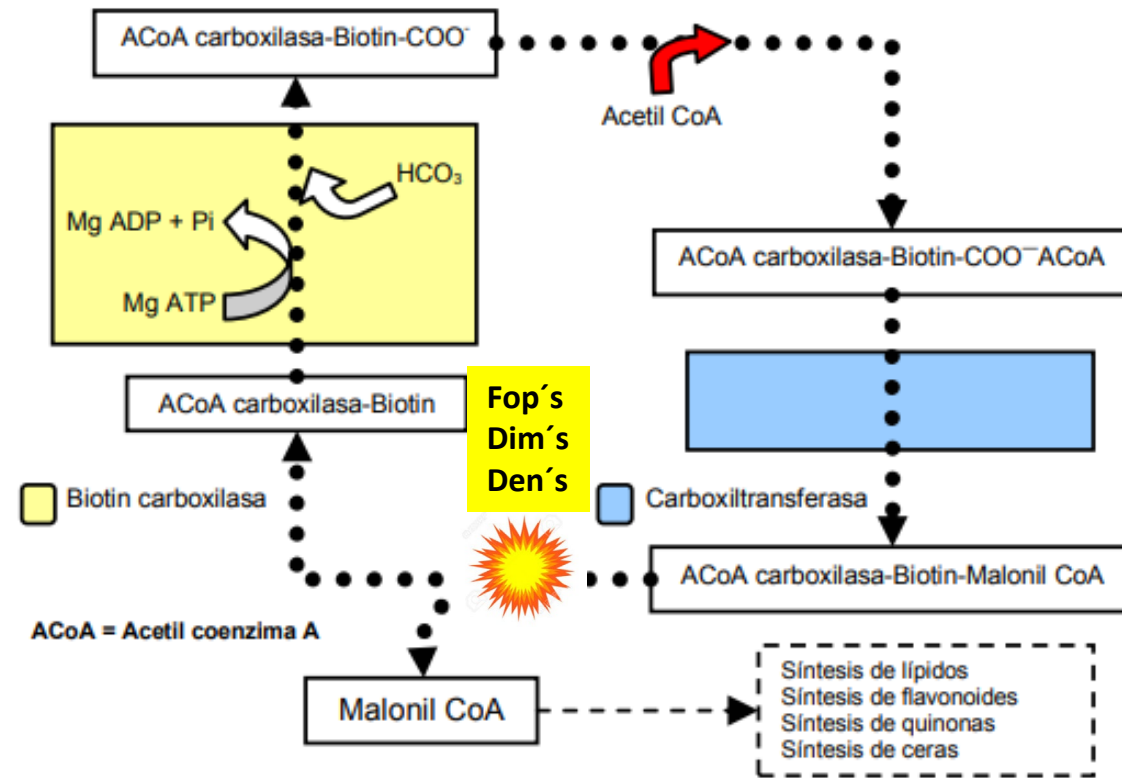 ACoA carboxilasa-Biotin-COO⁻
Acetil CoA
HCO₃
Mg ADP + Pi
Mg ATP
ACoA carboxilasa-Biotin-COO⁻ACoA
ACoA carboxilasa-Biotin
Fop´s
Dim´s
Den´s
Biotin carboxilasa
Carboxiltransferasa
ACoA carboxilasa-Biotin-Malonil CoA
ACoA = Acetil coenzima A
Malonil CoA
Síntesis de lípidos
Síntesis de flavonoides
Síntesis de quinonas
Síntesis de ceras